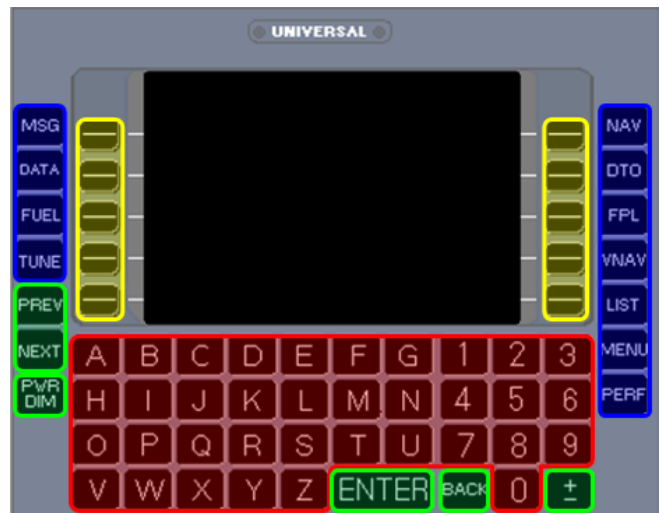 UNIVERSAL
MSG
DATA
FUEL
TUNE
PREV
NEXT
PWR
DIM
NAV
DTO
FPL
VNAV
LIST
MENU
PERF
A B C D E F G 1 2 3
H I J K L M N 4 5 6
O P Q R S T U 7 8 9
V W X Y Z ENTER BACK 0 ±